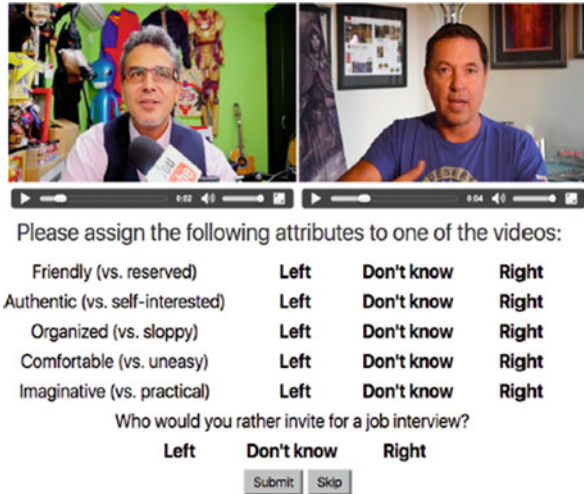 0:02 0:04
Please assign the following attributes to one of the videos:
Friendly (vs. reserved) Left Don't know Right
Authentic (vs. self-interested) Left Don't know Right
Organized (vs. sloppy) Left Don't know Right
Comfortable (vs. uneasy) Left Don't know Right
Imaginative (vs. practical) Left Don't know Right
Who would you rather invite for a job interview?
Left Don't know Right
Submit Skip